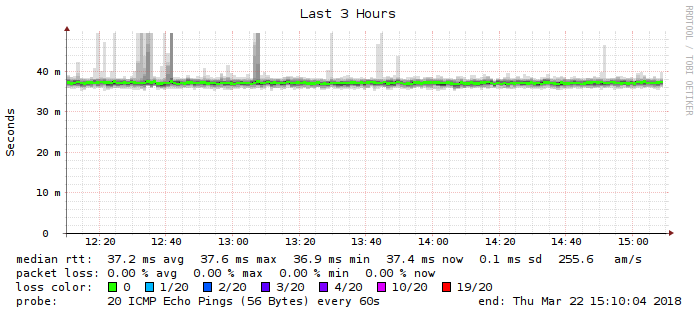 Last 3 Hours
RRDTOOL / TOBI OETIKER
Seconds
40 m
30 m
20 m
10 m
0
12:20 12:40 13:00 13:20 13:40 14:00 14:20 14:40 15:00
median rtt: 37.2 ms avg 37.6 ms max 36.9 ms min 37.4 ms now 0.1 ms sd 255.6 am/s
packet loss: 0.00 % avg 0.00 % max 0.00 % min 0.00 % now
loss color: 0 1/20 2/20 3/20 4/20 10/20 19/20
probe: 20 ICMP Echo Pings (56 Bytes) every 60s end: Thu Mar 22 15:10:04 2018